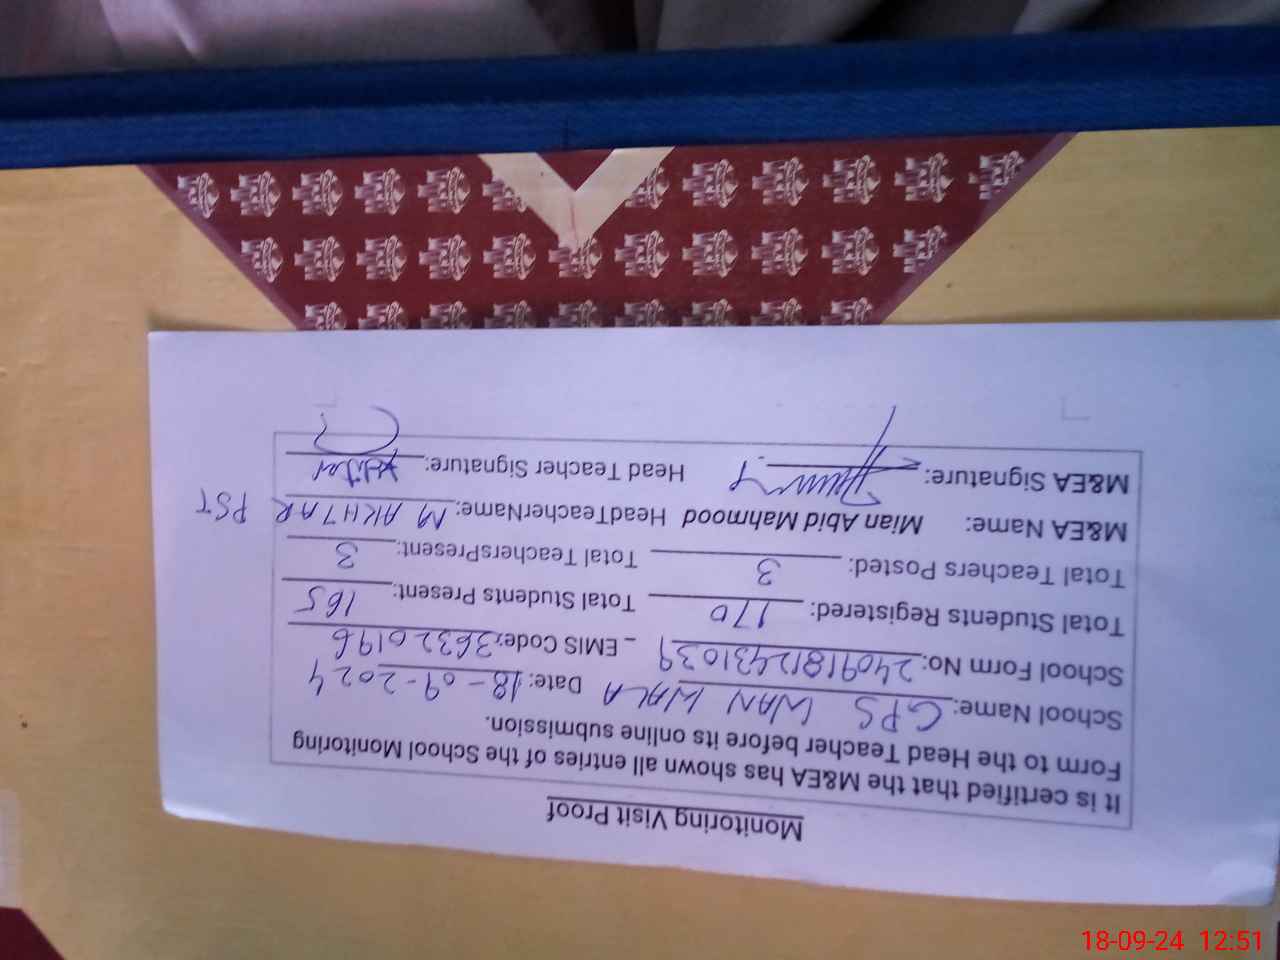 Monitoring Visit Proof
It is certified that the M&EA has shown all entries of the School Monitoring
Form to the Head Teacher before its online submission.
School Name: GPS WAN WALA Date: 18-09-2024
School Form No: 24091812431039 EMIS Code: 36320196
Total Students Registered: 170 Total Students Present: 165
Total Teachers Posted: 3 Total TeachersPresent: 3
M&EA Name: Mian Abid Mahmood HeadTeacherName: M AKHTAR PST
M&EA Signature: Head Teacher Signature:
18-09-24 12:51